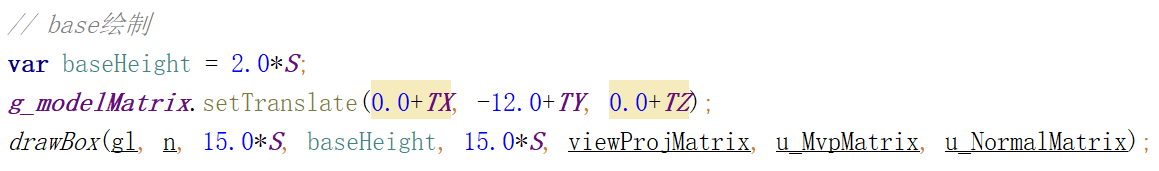 // base绘制
var baseHeight = 2.0*S;
g_modelMatrix.setTranslate(0.0+TX, -12.0+TY, 0.0+TZ);
drawBox(gl, n, 15.0*S, baseHeight, 15.0*S, viewProjMatrix, u_MvpMatrix, u_NormalMatrix);